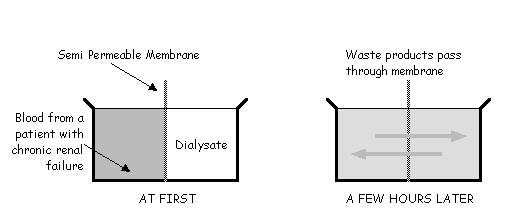 Semi Permeable Membrane
Blood from a
patient with
chronic renal
failure
Dialysate
AT FIRST
Waste products pass
through membrane
A FEW HOURS LATER